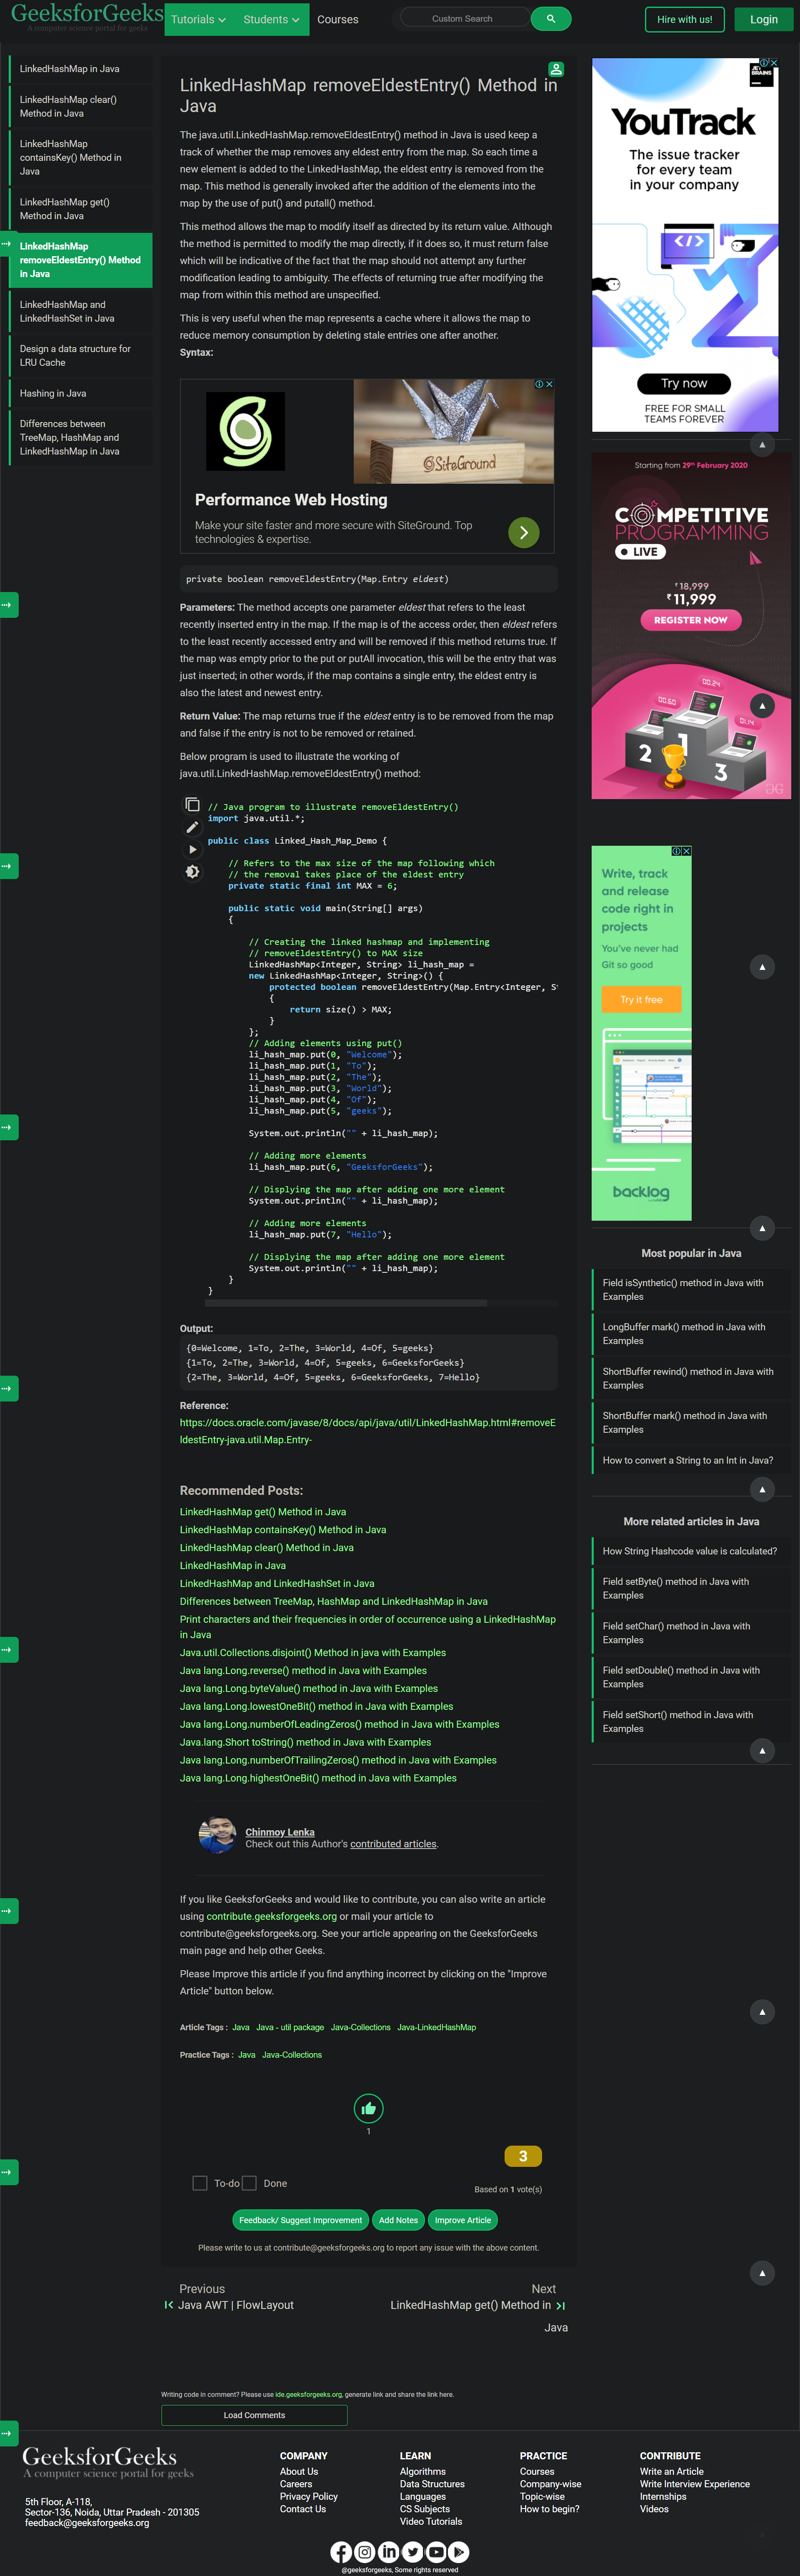 GeeksforGeeks
A computer science portal for geeks
Tutorials
Students
Courses
Custom Search
Hire with us!
Login
LinkedHashMap in Java
LinkedHashMap clear()
Method in Java
LinkedHashMap
containsKey() Method in
Java
LinkedHashMap get()
Method in Java
LinkedHashMap
removeEldestEntry() Method
in Java
LinkedHashMap and
LinkedHashSet in Java
Design a data structure for
LRU Cache
Hashing in Java
Differences between
TreeMap, HashMap and
LinkedHashMap in Java
LinkedHashMap removeEldestEntry() Method in
Java
The java.util.LinkedHashMap.removeEldestEntry() method in Java is used keep a
track of whether the map removes any eldest entry from the map. So each time a
new element is added to the LinkedHashMap, the eldest entry is removed from the
map. This method is generally invoked after the addition of the elements into the
map by the use of put() and putall() method.
This method allows the map to modify itself as directed by its return value. Although
the method is permitted to modify the map directly, if it does so, it must return false
which will be indicative of the fact that the map should not attempt any further
modification leading to ambiguity. The effects of returning true after modifying the
map from within this method are unspecified.
This is very useful when the map represents a cache where it allows the map to
reduce memory consumption by deleting stale entries one after another.
Syntax:
SiteGround
Performance Web Hosting
Make your site faster and more secure with SiteGround. Top
technologies & expertise.
private boolean removeEldestEntry(Map.Entry eldest)
Parameters: The method accepts one parameter eldest that refers to the least
recently inserted entry in the map. If the map is of the access order, then eldest refers
to the least recently accessed entry and will be removed if this method returns true. If
the map was empty prior to the put or putAll invocation, this will be the entry that was
just inserted; in other words, if the map contains a single entry, the eldest entry is
also the latest and newest entry.
Return Value: The map returns true if the eldest entry is to be removed from the map
and false if the entry is not to be removed or retained.
Below program is used to illustrate the working of
java.util.LinkedHashMap.removeEldestEntry() method:
// Java program to illustrate removeEldestEntry()
import java.util.*;
public class Linked_Hash_Map_Demo {
// Refers to the max size of the map following which
// the removal takes place of the eldest entry
private static final int MAX = 6;
public static void main(String[] args)
{
// Creating the linked hashmap and implementing
// removeEldestEntry() to MAX size
LinkedHashMap<Integer, String> li_hash_map =
new LinkedHashMap<Integer, String>() {
protected boolean removeEldestEntry(Map.Entry<Integer, St
{
return size() > MAX;
}
};
// Adding elements using put()
li_hash_map.put(0, "Welcome");
li_hash_map.put(1, "To");
li_hash_map.put(2, "The");
li_hash_map.put(3, "World");
li_hash_map.put(4, "Of");
li_hash_map.put(5, "geeks");
System.out.println("" + li_hash_map);
// Adding more elements
li_hash_map.put(6, "GeeksforGeeks");
// Displying the map after adding one more element
System.out.println("" + li_hash_map);
// Adding more elements
li_hash_map.put(7, "Hello");
// Displying the map after adding one more element
System.out.println("" + li_hash_map);
}
}
Output:
{0=Welcome, 1=To, 2=The, 3=World, 4=Of, 5=geeks}
{1=To, 2=The, 3=World, 4=Of, 5=geeks, 6=GeeksforGeeks}
{2=The, 3=World, 4=Of, 5=geeks, 6=GeeksforGeeks, 7=Hello}
Reference:
https://docs.oracle.com/javase/8/docs/api/java/util/LinkedHashMap.html#removeE
ldestEntry-java.util.Map.Entry-
Recommended Posts:
LinkedHashMap get() Method in Java
LinkedHashMap containsKey() Method in Java
LinkedHashMap clear() Method in Java
LinkedHashMap in Java
LinkedHashMap and LinkedHashSet in Java
Differences between TreeMap, HashMap and LinkedHashMap in Java
Print characters and their frequencies in order of occurrence using a LinkedHashMap
in Java
Java.util.Collections.disjoint() Method in java with Examples
Java lang.Long.reverse() method in Java with Examples
Java lang.Long.byteValue() method in Java with Examples
Java lang.Long.lowestOneBit() method in Java with Examples
Java lang.Long.numberOfLeadingZeros() method in Java with Examples
Java.lang.Short toString() method in Java with Examples
Java lang.Long.numberOfTrailingZeros() method in Java with Examples
Java lang.Long.highestOneBit() method in Java with Examples
Chinmoy Lenka
Check out this Author's contributed articles.
If you like GeeksforGeeks and would like to contribute, you can also write an article
using contribute.geeksforgeeks.org or mail your article to
contribute@geeksforgeeks.org. See your article appearing on the GeeksforGeeks
main page and help other Geeks.
Please Improve this article if you find anything incorrect by clicking on the "Improve
Article" button below.
Article Tags : Java Java - util package Java-Collections Java-LinkedHashMap
Practice Tags : Java Java-Collections
1
3
To-do
Done
Based on 1 vote(s)
Feedback/ Suggest Improvement
Add Notes
Improve Article
Please write to us at contribute@geeksforgeeks.org to report any issue with the above content.
Previous
Java AWT | FlowLayout
Next
LinkedHashMap get() Method in
Java
Writing code in comment? Please use ide.geeksforgeeks.org, generate link and share the link here.
Load Comments
JET
BRAINS
YouTrack
The issue tracker
for every team
in your company
</>
Try now
FREE FOR SMALL
TEAMS FOREVER
Starting from 29th February 2020
COMPETITIVE
PROGRAMMING
LIVE
₹18,999
₹11,999
REGISTER NOW
00.24
00.50
01.14
2
1
3
Write, track
and release
code right in
projects
You've never had
Git so good
Try it free
backlog
Most popular in Java
Field isSynthetic() method in Java with
Examples
LongBuffer mark() method in Java with
Examples
ShortBuffer rewind() method in Java with
Examples
ShortBuffer mark() method in Java with
Examples
How to convert a String to an Int in Java?
More related articles in Java
How String Hashcode value is calculated?
Field setByte() method in Java with
Examples
Field setChar() method in Java with
Examples
Field setDouble() method in Java with
Examples
Field setShort() method in Java with
Examples
GeeksforGeeks
A computer science portal for geeks
5th Floor, A-118,
Sector-136, Noida, Uttar Pradesh - 201305
feedback@geeksforgeeks.org
COMPANY
About Us
Careers
Privacy Policy
Contact Us
LEARN
Algorithms
Data Structures
Languages
CS Subjects
Video Tutorials
PRACTICE
Courses
Company-wise
Topic-wise
How to begin?
CONTRIBUTE
Write an Article
Write Interview Experience
Internships
Videos
@geeksforgeeks, Some rights reserved